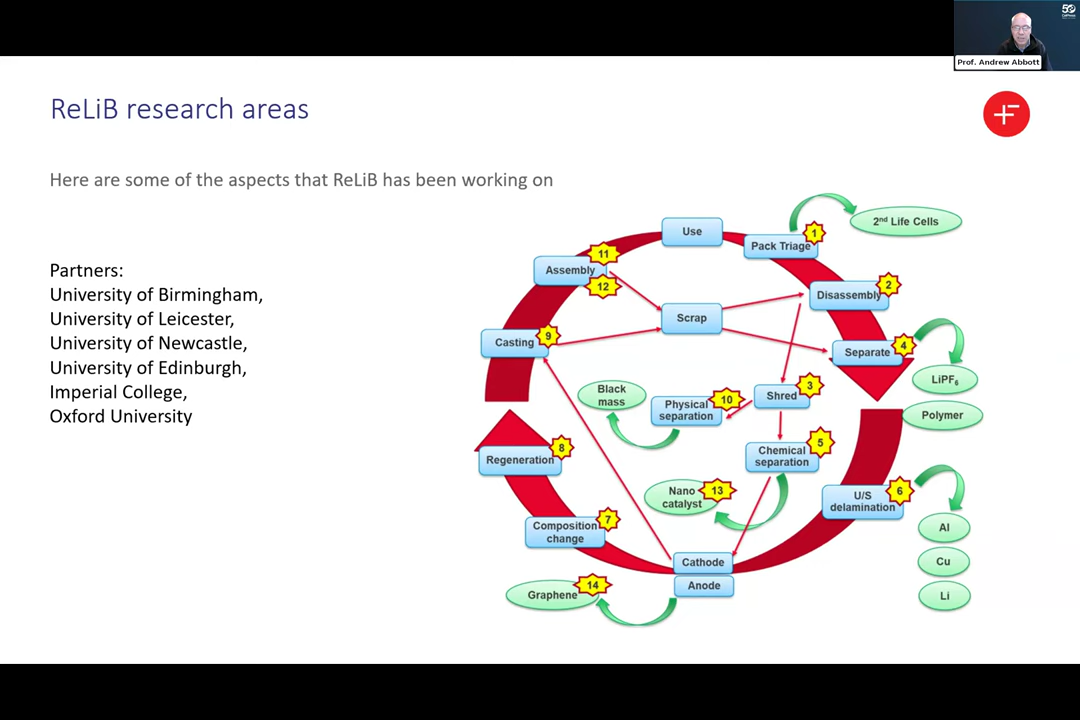 50
Prof. Andrew Abbott
ReLiB research areas
Here are some of the aspects that ReLiB has been working on
Partners:
University of Birmingham,
University of Leicester,
University of Newcastle,
University of Edinburgh,
Imperial College,
Oxford University
Use
Pack Triage
1
2nd Life Cells
Assembly
11
12
Disassembly
2
Scrap
Casting
9
Separate
4
LiPF6
Polymer
Shred
3
Black
mass
Physical
separation
10
Chemical
separation
5
Regeneration
8
Nano
catalyst
13
U/S
delamination
6
Al
Cu
Li
Composition
change
7
Cathode
Anode
Graphene
14